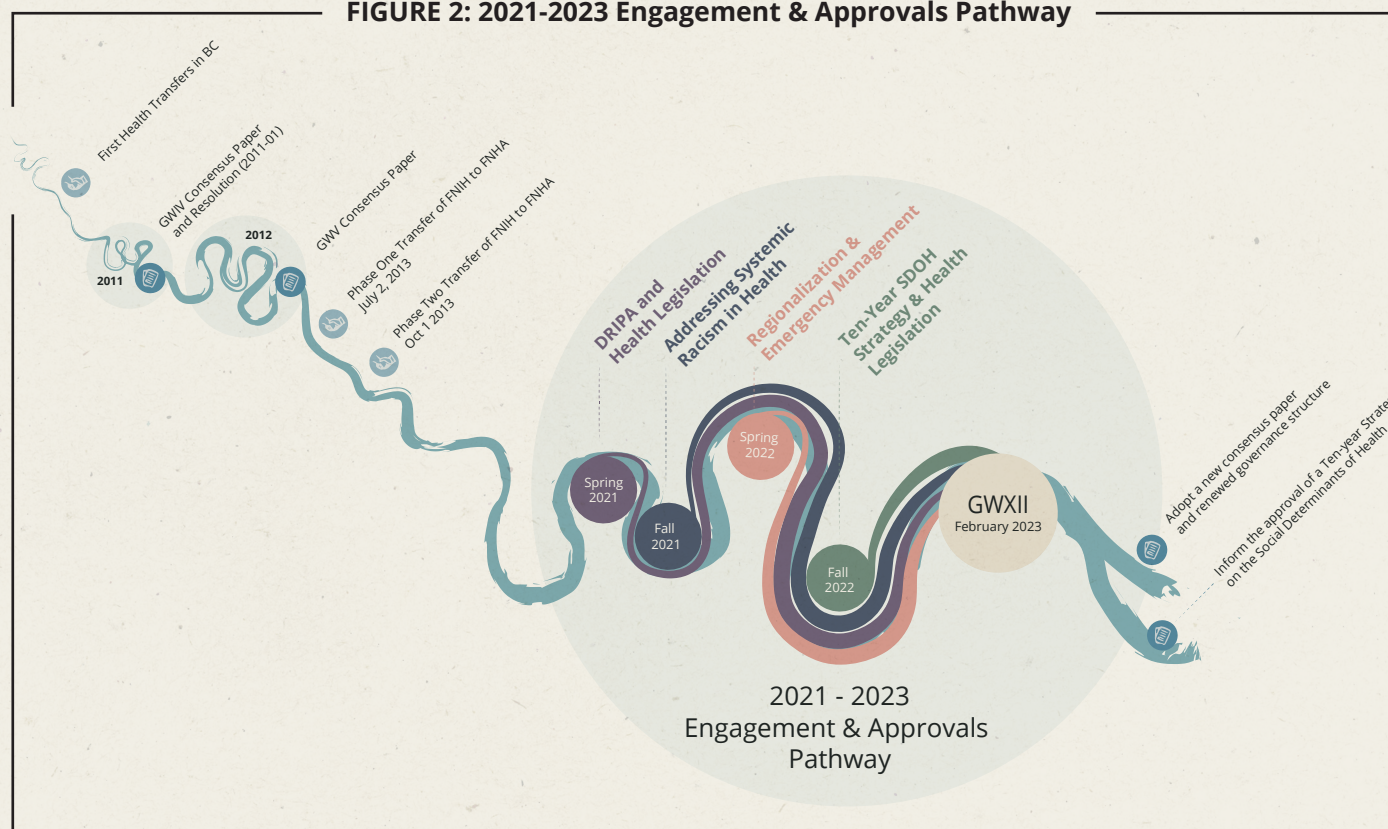 FIGURE 2: 2021-2023 Engagement & Approvals Pathway
First Health Transfers in BC
GWIV Consensus Paper
and Resolution (2011-01)
2011
2012
GWV Consensus Paper
Phase One Transfer of FNIH to FNHA
July 2, 2013
Phase Two Transfer of FNIH to FNHA
Oct 1 2013
DRIPA and
Health Legislation
Addressing Systemic
Racism in Health
Regionalization &
Emergency Management
Ten-Year SDOH
Strategy & Health
Legislation
Spring
2021
Fall
2021
Spring
2022
Fall
2022
GWXII
February 2023
Adopt a new consensus paper
and renewed governance structure
Inform the approval of a Ten-year
on the Social Determinants of Health
2021 - 2023
Engagement & Approvals
Pathway